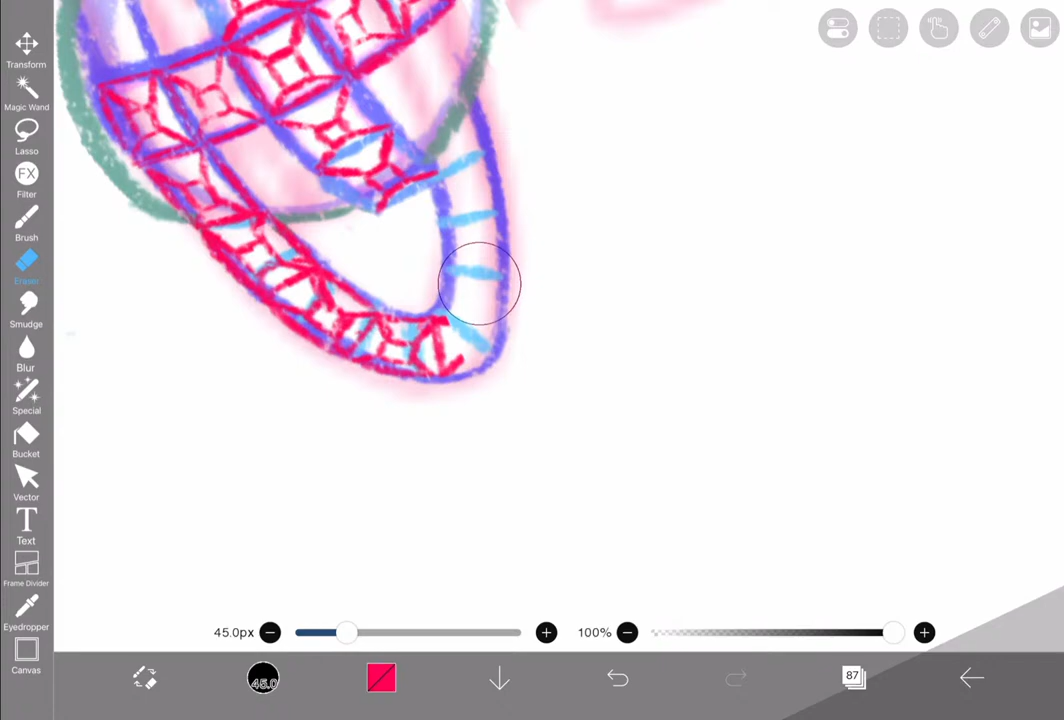 Transform
Magic Wand
Lasso
FX
Filter
Brush
Eraser
Smudge
Blur
Special
Bucket
Vector
T
Text
Frame Divider
Eyedropper
Canvas
45.0px
100%
45.0
87